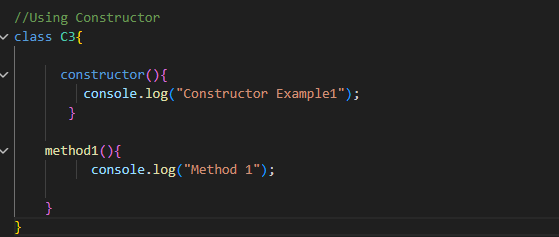 //Using Constructor
class C3{
constructor(){
console.log("Constructor Example1");
}
method1(){
console.log("Method 1");
}
}